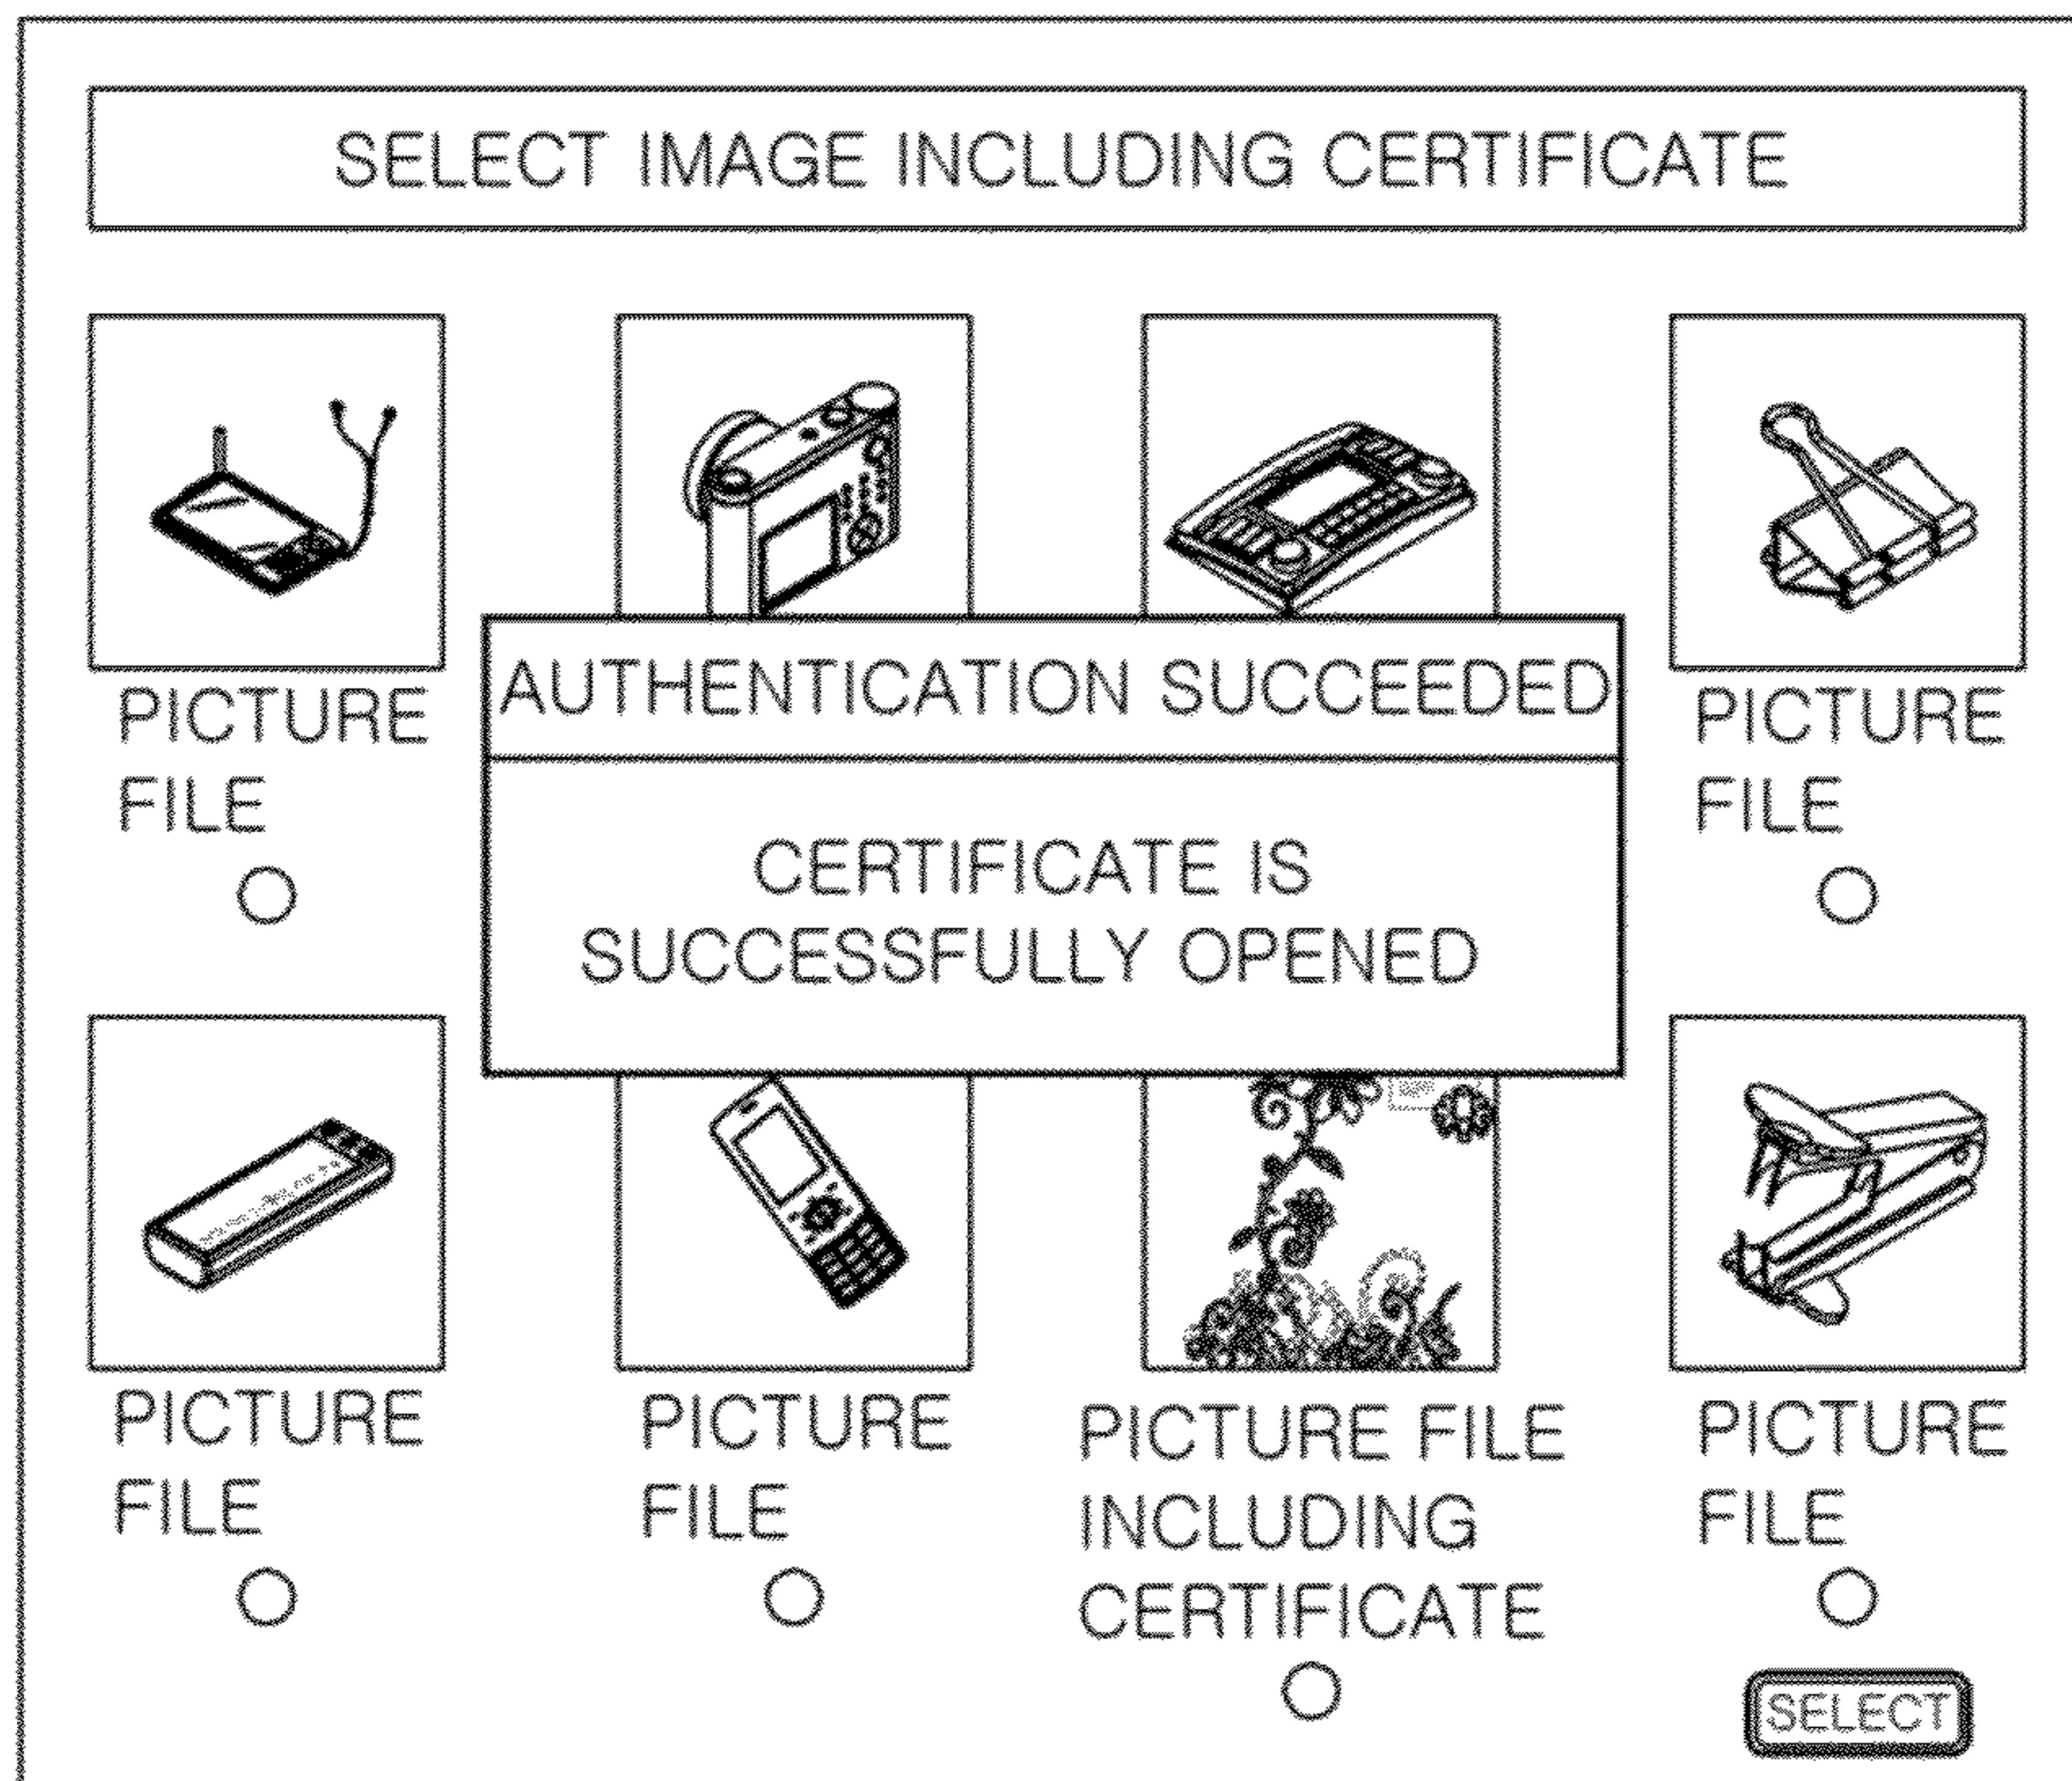 SELECT IMAGE INCLUDING CERTIFICATE
AUTHENTICATION SUCCEEDED
CERTIFICATE IS
SUCCESSFULLY OPENED
PICTURE
FILE
PICTURE
FILE
PICTURE
FILE
PICTURE
FILE
PICTURE FILE
INCLUDING
CERTIFICATE
PICTURE
FILE
SELECT